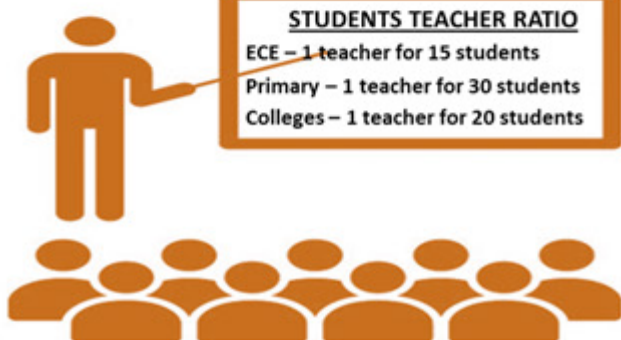 STUDENTS TEACHER RATIO
ECE – 1 teacher for 15 students
Primary – 1 teacher for 30 students
Colleges – 1 teacher for 20 students